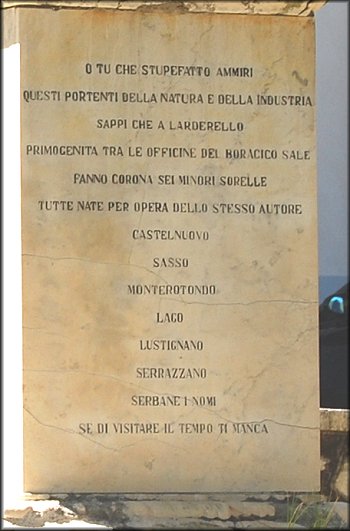 O TU CHE STUPEFATTO AMMIRI
QUESTI PORTENTI DELLA NATURA E DELLA INDUSTRIA
SAPPI CHE A LARDERELLO
PRIMOGENITA TRA LE OFFICINE DEL BORACICO SALE
FANNO CORONA SEI MINORI SORELLE
TUTTE NATE PER OPERA DELLO STESSO AUTORE
CASTELNUOVO
SASSO
MONTEROTONDO
LAGO
LUSTIGNANO
SERRAZZANO
SERBANE I NOMI
SE DI VISITARE IL TEMPO TI MANCA